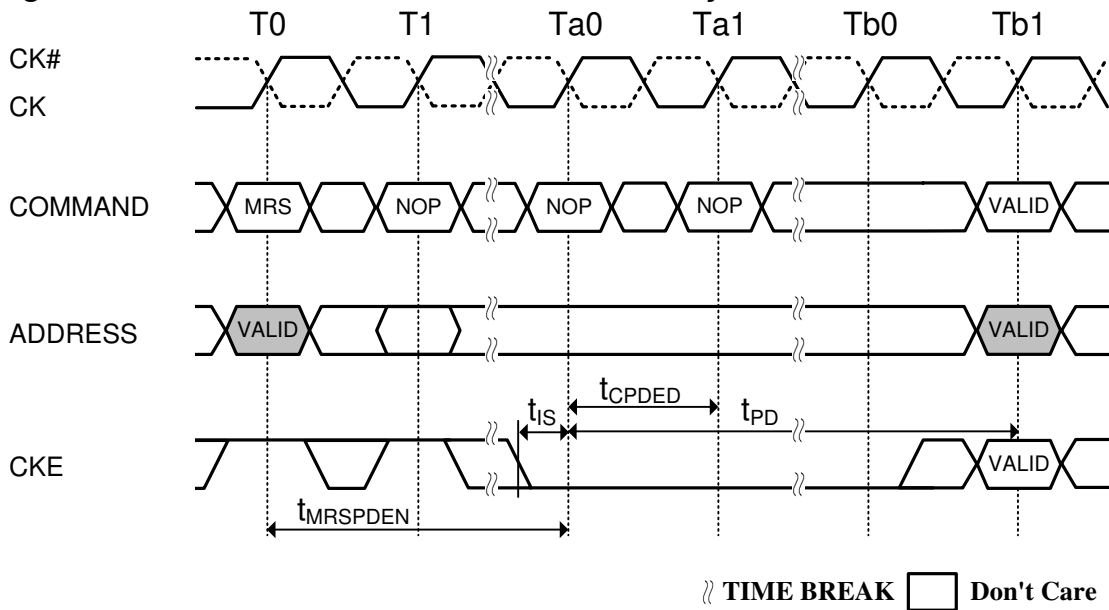 T0 T1 Ta0 Ta1 Tb0 Tb1
CK#
CK
COMMAND MRS NOP NOP NOP VALID
ADDRESS VALID VALID
tCPDED
tIS tPD
CKE VALID
tMRSPDEN
TIME BREAK Don't Care